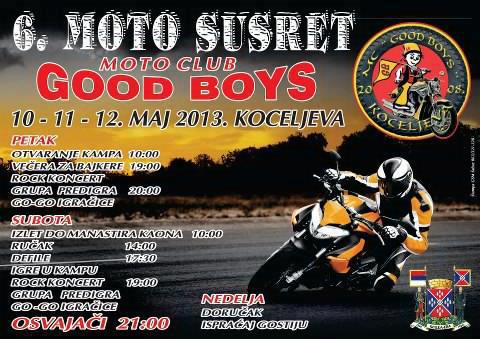 6. MOTO SUSRET
MOTO CLUB
GOOD BOYS
10 - 11 - 12. MAJ 2013. KOCELJEVA
M.C. GOOD BOYS
2008.
KOCELJEVA
PETAK
OTVARANJE KAMPA 10:00
VEČERA ZA BAJKERE 19:00
ROCK KONCERT
GRUPA PREDIGRA 20:00
GO-GO IGRAČICE
SUBOTA
IZLET DO MANASTIRA KAONA 10:00
RUČAK 14:00
DEFILE 17:30
IGRE U KAMPU
ROCK KONCERT 19:00
GRUPA PREDIGRA
GO-GO IGRAČICE
OSVAJAČI 21:00
NEDELJA
DORUČAK
ISPRAĆAJ GOSTIJU